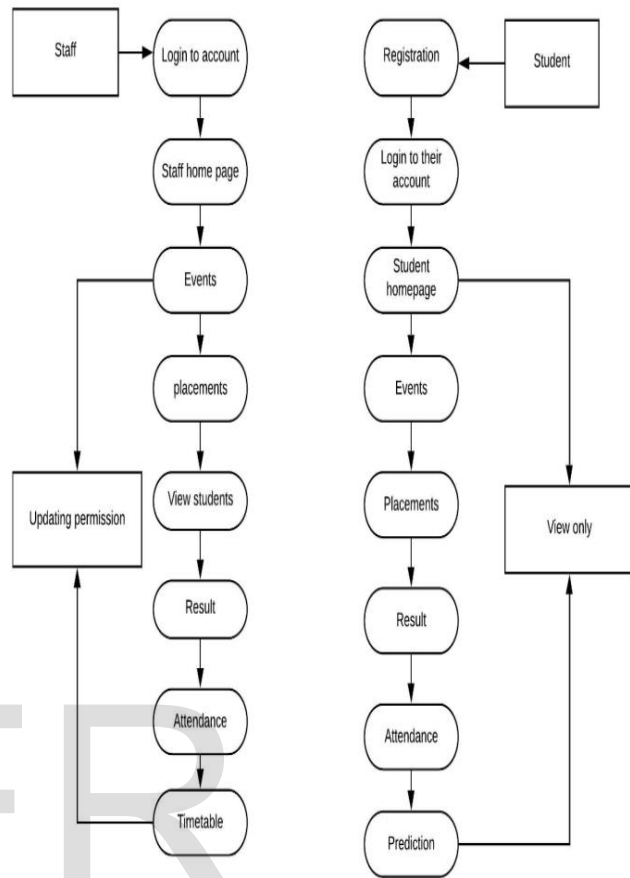 Staff
Login to account
Staff home page
Events
placements
View students
Updating permission
Result
Attendance
Timetable
Registration
Student
Login to their
account
Student
homepage
Events
Placements
View only
Result
Attendance
Prediction
FR